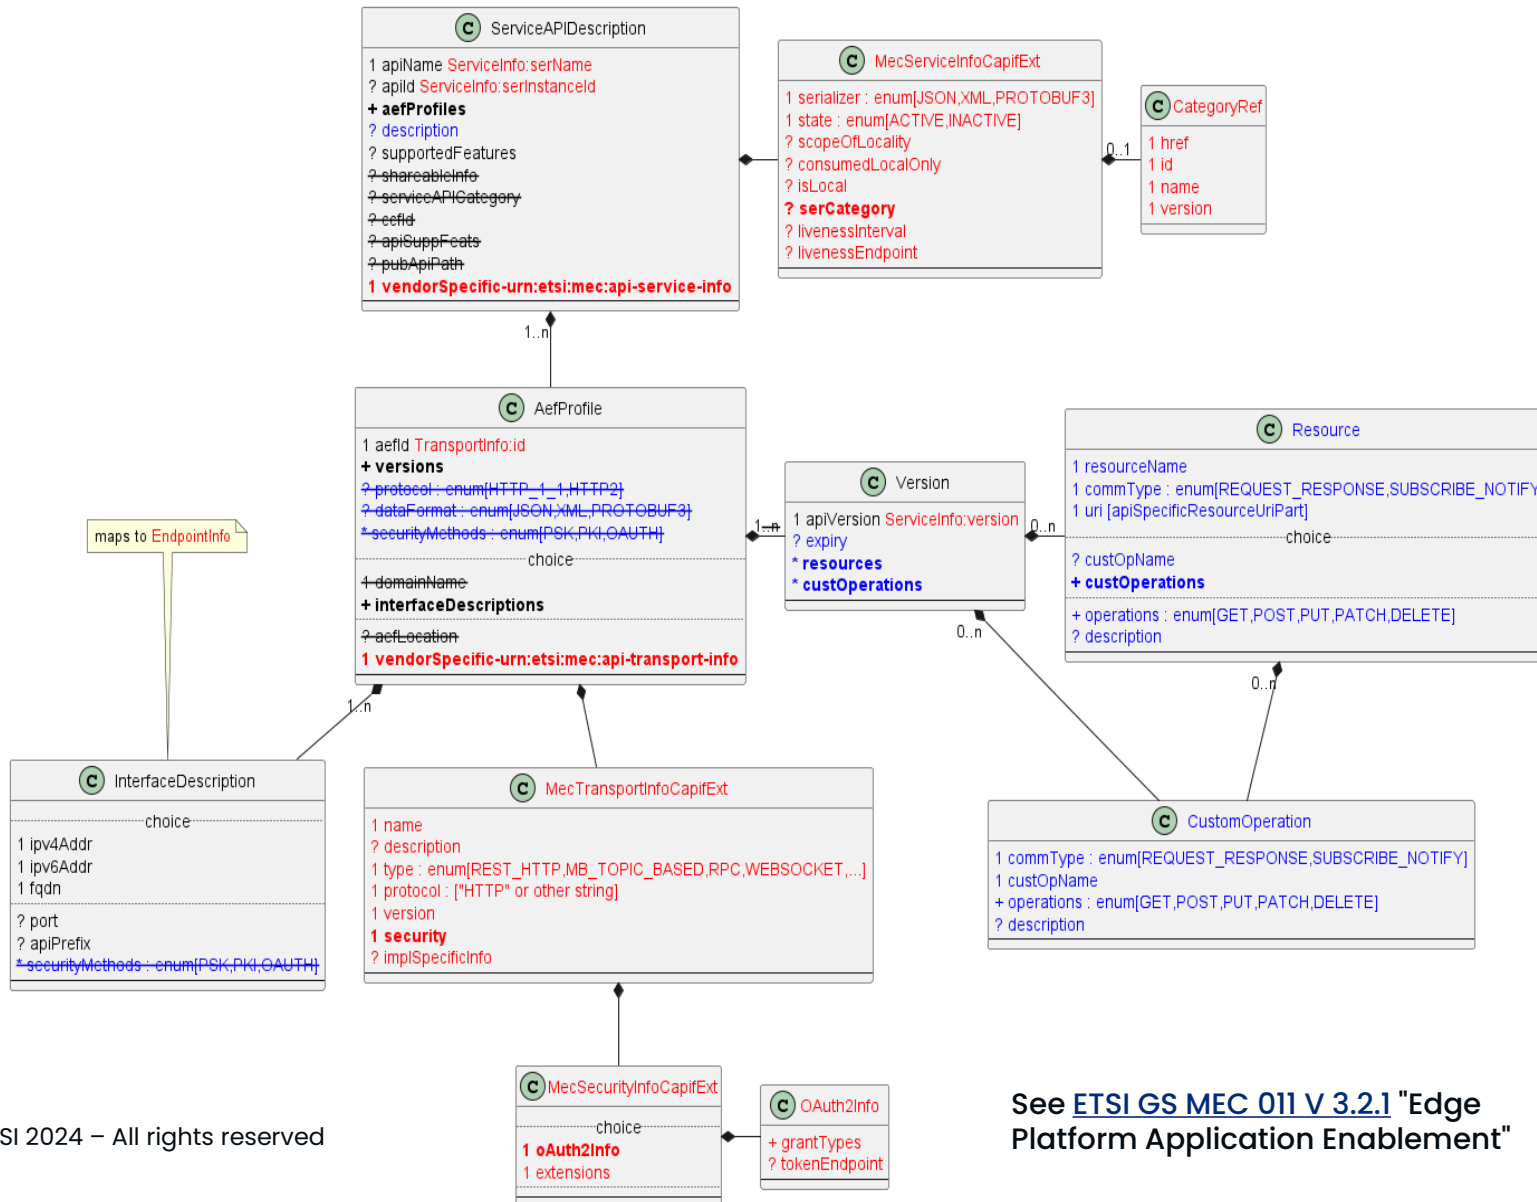 C ServiceAPIDescription
1 apiName ServiceInfo:serName
? apiId ServiceInfo:serInstanceId
+ aefProfiles
? description
? supportedFeatures
? shareableInfo
? serviceAPICategory
? ccfId
? apiSuppFeats
? pubApiPath
1 vendorSpecific-urn:etsi:mec:api-service-info
C MecServiceInfoCapifExt
1 serializer : enum[JSON,XML,PROTOBUF3]
1 state : enum[ACTIVE,INACTIVE]
? scopeOfLocality
? consumedLocalOnly
? isLocal
? serCategory
? livenessInterval
? livenessEndpoint
0..1
C CategoryRef
1 href
1 id
1 name
1 version
1..n
C AefProfile
1 aefId TransportInfo:id
+ versions
? protocol : enum[HTTP_1_1,HTTP2]
? dataFormat : enum[JSON,XML,PROTOBUF3]
* securityMethods : enum[PSK,PKI,OAUTH]
choice
1 domainName
+ interfaceDescriptions
? aefLocation
1 vendorSpecific-urn:etsi:mec:api-transport-info
1..n
C Version
1 apiVersion ServiceInfo:version
? expiry
* resources
* custOperations
0..n
C Resource
1 resourceName
1 commType : enum[REQUEST_RESPONSE,SUBSCRIBE_NOTIFY
1 uri [apiSpecificResourceUriPart]
choice
? custOpName
+ custOperations
+ operations : enum[GET,POST,PUT,PATCH,DELETE]
? description
0..n
0..n
maps to EndpointInfo
1..n
C InterfaceDescription
choice
1 ipv4Addr
1 ipv6Addr
1 fqdn
? port
? apiPrefix
* securityMethods : enum[PSK,PKI,OAUTH]
C MecTransportInfoCapifExt
1 name
? description
1 type : enum[REST_HTTP,MB_TOPIC_BASED,RPC,WEBSOCKET,...]
1 protocol : ["HTTP" or other string]
1 version
1 security
? implSpecificInfo
C CustomOperation
1 commType : enum[REQUEST_RESPONSE,SUBSCRIBE_NOTIFY]
1 custOpName
+ operations : enum[GET,POST,PUT,PATCH,DELETE]
? description
C MecSecurityInfoCapifExt
choice
1 oAuth2Info
1 extensions
C OAuth2Info
+ grantTypes
? tokenEndpoint
SI 2024 – All rights reserved
See ETSI GS MEC 011 V 3.2.1 "Edge
Platform Application Enablement"